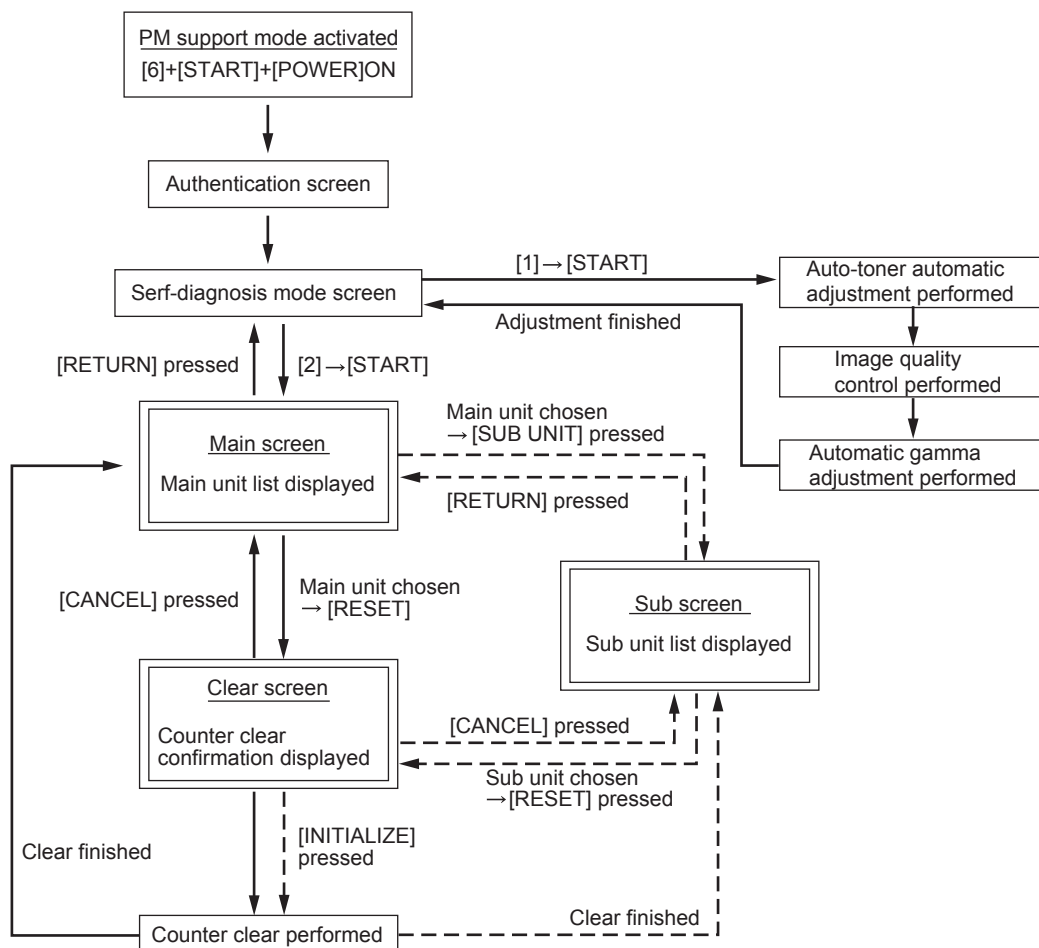 PM support mode activated
[6]+[START]+[POWER]ON
Authentication screen
[1]→[START]
Serf-diagnosis mode screen
Auto-toner automatic
adjustment performed
Adjustment finished
[RETURN] pressed
[2]→[START]
Image quality
control performed
Main unit chosen
→[SUB UNIT] pressed
Main screen
Main unit list displayed
Automatic gamma
adjustment performed
[RETURN] pressed
[CANCEL] pressed
Main unit chosen
→[RESET]
Sub screen
Sub unit list displayed
Clear screen
Counter clear
confirmation displayed
[CANCEL] pressed
Sub unit chosen
→[RESET] pressed
Clear finished
[INITIALIZE]
pressed
Counter clear performed
Clear finished